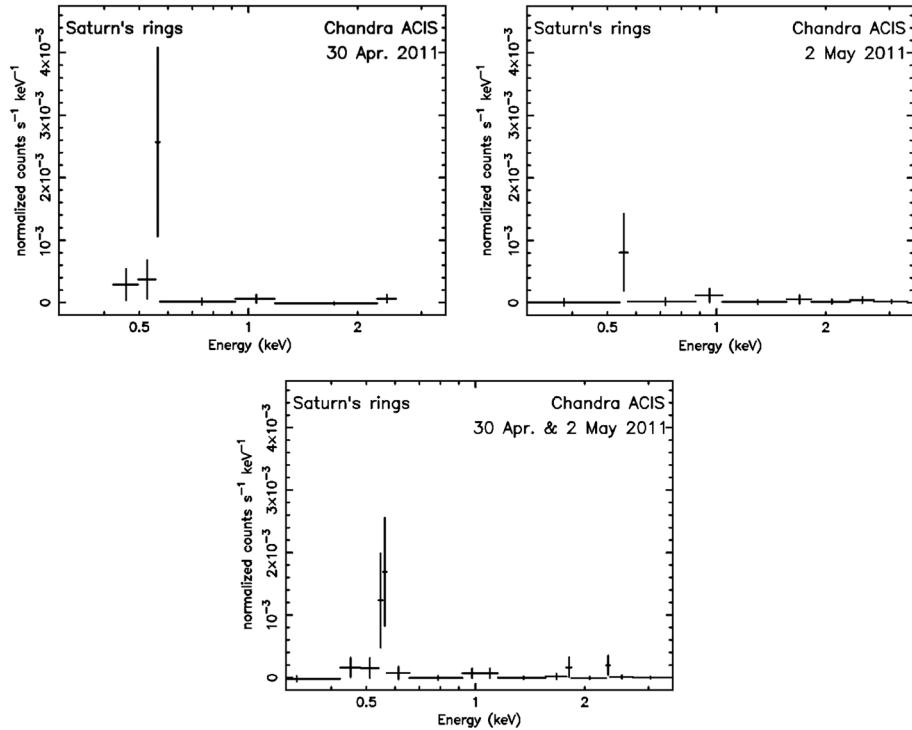 Saturn's rings
Chandra ACIS
30 Apr. 2011
normalized counts s⁻¹ keV⁻¹
4×10⁻³
3×10⁻³
2×10⁻³
10⁻³
0
0.5
1
2
Energy (keV)
Saturn's rings
Chandra ACIS
2 May 2011
normalized counts s⁻¹ keV⁻¹
4×10⁻³
3×10⁻³
2×10⁻³
10⁻³
0
0.5
1
2
Energy (keV)
Saturn's rings
Chandra ACIS
30 Apr. & 2 May 2011
normalized counts s⁻¹ keV⁻¹
4×10⁻³
3×10⁻³
2×10⁻³
10⁻³
0
0.5
1
2
Energy (keV)